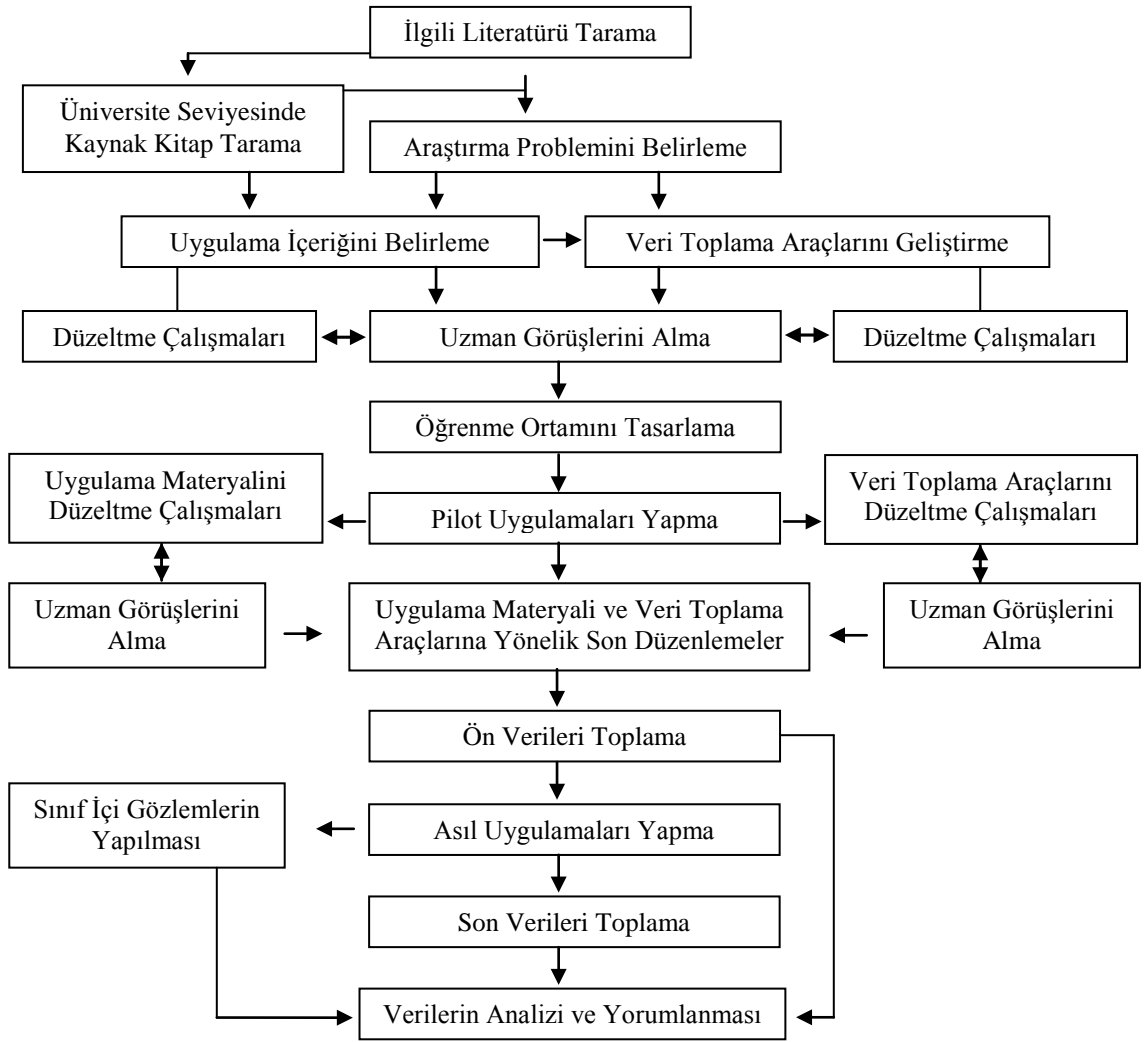 İlgili Literatürü Tarama
Üniversite Seviyesinde
Kaynak Kitap Tarama
Araştırma Problemini Belirleme
Uygulama İçeriğini Belirleme
Veri Toplama Araçlarını Geliştirme
Düzeltme Çalışmaları
Uzman Görüşlerini Alma
Düzeltme Çalışmaları
Öğrenme Ortamını Tasarlama
Uygulama Materyalini
Düzeltme Çalışmaları
Pilot Uygulamaları Yapma
Veri Toplama Araçlarını
Düzeltme Çalışmaları
Uzman Görüşlerini
Alma
Uygulama Materyali ve Veri Toplama
Araçlarına Yönelik Son Düzenlemeler
Uzman Görüşlerini
Alma
Ön Verileri Toplama
Sınıf İçi Gözlemlerin
Yapılması
Asıl Uygulamaları Yapma
Son Verileri Toplama
Verilerin Analizi ve Yorumlanması